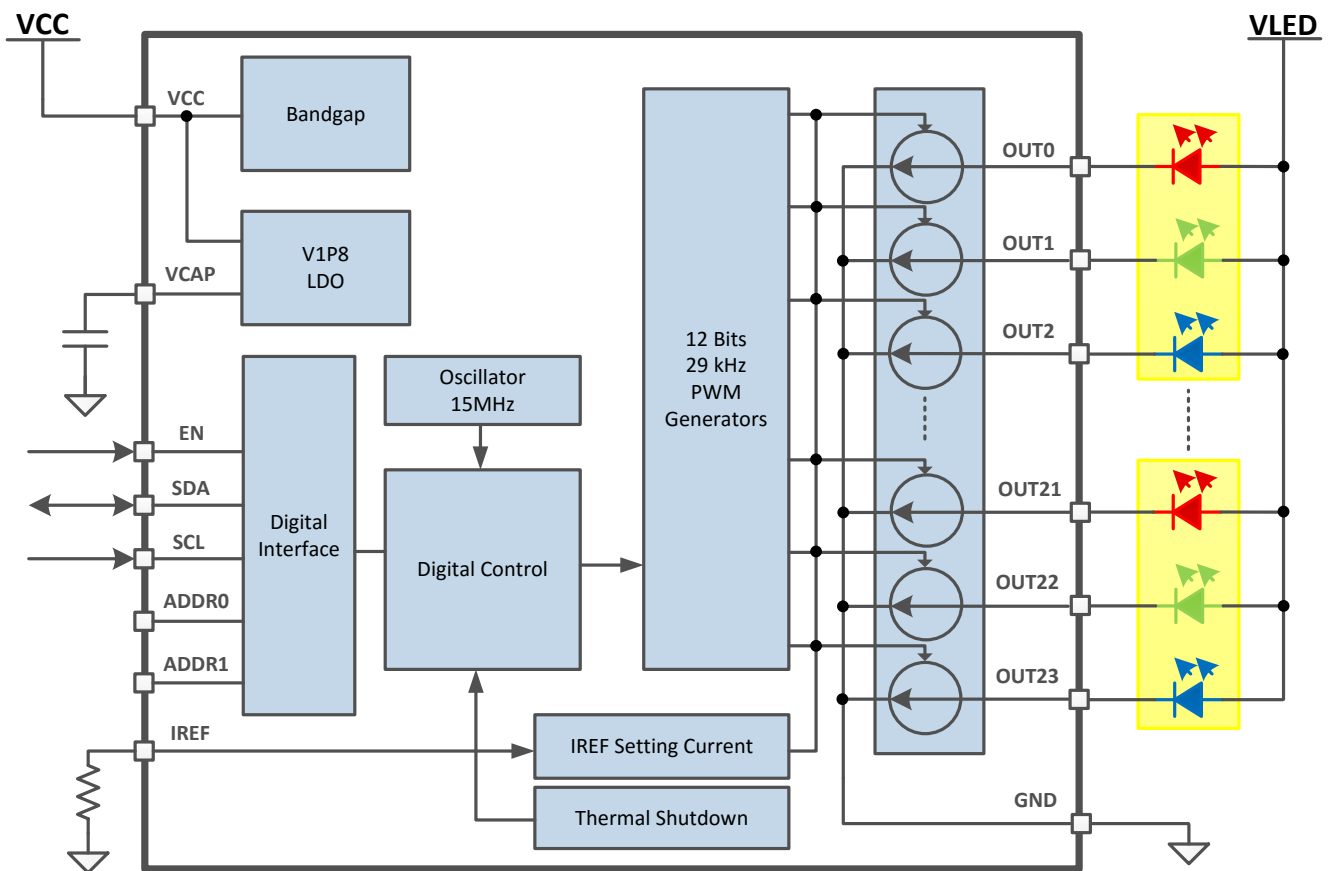 VCC
VLED
VCC
Bandgap
V1P8
LDO
VCAP
EN
SDA
SCL
ADDR0
ADDR1
IREF
Digital
Interface
Oscillator
15MHz
Digital Control
12 Bits
29 kHz
PWM
Generators
IREF Setting Current
Thermal Shutdown
OUT0
OUT1
OUT2
OUT21
OUT22
OUT23
GND